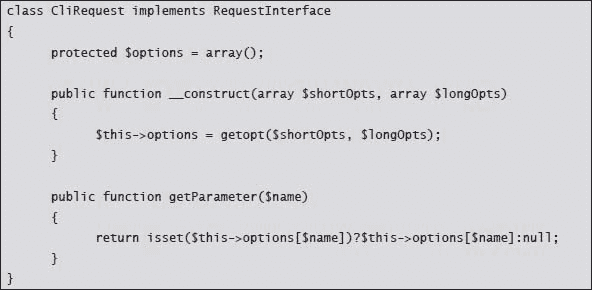 class CliRequest implements RequestInterface
{
protected $options = array();
public function __construct(array $shortOpts, array $longOpts)
{
$this->options = getopt($shortOpts, $longOpts);
}
public function getParameter($name)
{
return isset($this->options[$name])?$this->options[$name]:null;
}
}